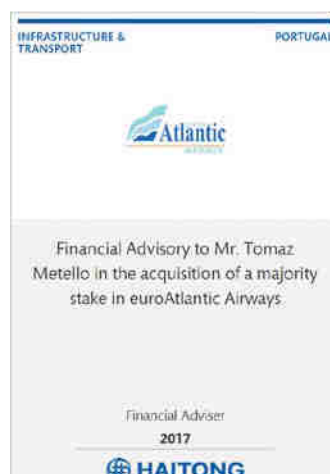 INFRASTRUCTURE & PORTUGAL
TRANSPORT
Atlantic
AIRWAYS
Financial Advisory to Mr. Tomaz
Metello in the acquisition of a majority
stake in euroAtlantic Airways
Financial Adviser
2017
HAITONG